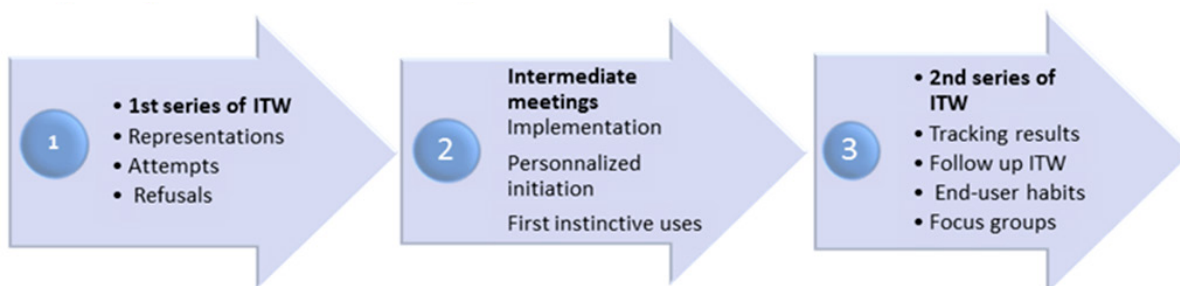 1
• 1st series of ITW
• Representations
• Attempts
• Refusals
2
Intermediate
meetings
Implementation
Personnalized
initiation
First instinctive uses
3
• 2nd series of
ITW
• Tracking results
• Follow up ITW
• End-user habits
• Focus groups